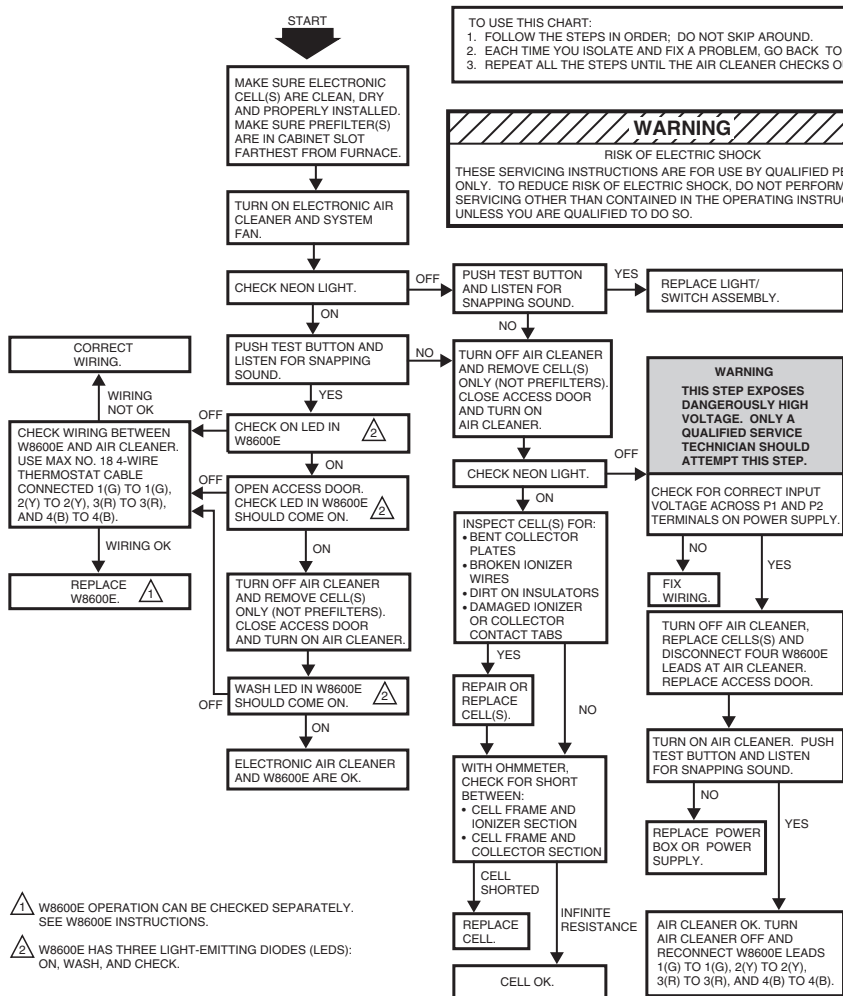 START
TO USE THIS CHART:
1. FOLLOW THE STEPS IN ORDER; DO NOT SKIP AROUND.
2. EACH TIME YOU ISOLATE AND FIX A PROBLEM, GO BACK TO
3. REPEAT ALL THE STEPS UNTIL THE AIR CLEANER CHECKS
WARNING
RISK OF ELECTRIC SHOCK
THESE SERVICING INSTRUCTIONS ARE FOR USE BY QUALIFIED
ONLY. TO REDUCE RISK OF ELECTRIC SHOCK, DO NOT PERFORM
SERVICING OTHER THAN CONTAINED IN THE OPERATING
UNLESS YOU ARE QUALIFIED TO DO SO.
MAKE SURE ELECTRONIC
CELL(S) ARE CLEAN, DRY
AND PROPERLY INSTALLED.
MAKE SURE PREFILTER(S)
ARE IN CABINET SLOT
FARTHEST FROM FURNACE.
TURN ON ELECTRONIC AIR
CLEANER AND SYSTEM
FAN.
CHECK NEON LIGHT.
OFF
PUSH TEST BUTTON
AND LISTEN FOR
SNAPPING SOUND.
YES
REPLACE LIGHT/
SWITCH ASSEMBLY.
ON
NO
PUSH TEST BUTTON AND
LISTEN FOR SNAPPING
SOUND.
NO
TURN OFF AIR CLEANER
AND REMOVE CELL(S)
ONLY (NOT PREFILTERS).
CLOSE ACCESS DOOR
AND TURN ON
AIR CLEANER.
CORRECT
WIRING.
WIRING
NOT OK
YES
OFF
CHECK ON LED IN
W8600E
2
CHECK WIRING BETWEEN
W8600E AND AIR CLEANER.
USE MAX NO. 18 4-WIRE
THERMOSTAT CABLE
CONNECTED 1(G) TO 1(G),
2(Y) TO 2(Y), 3(R) TO 3(R),
AND 4(B) TO 4(B).
ON
OFF
OPEN ACCESS DOOR.
CHECK LED IN W8600E
SHOULD COME ON.
2
WIRING OK
REPLACE
W8600E.
1
ON
TURN OFF AIR CLEANER
AND REMOVE CELL(S)
ONLY (NOT PREFILTERS).
CLOSE ACCESS DOOR
AND TURN ON AIR CLEANER.
OFF
WASH LED IN W8600E
SHOULD COME ON.
2
ON
ELECTRONIC AIR CLEANER
AND W8600E ARE OK.
CHECK NEON LIGHT.
OFF
WARNING
THIS STEP EXPOSES
DANGEROUSLY HIGH
VOLTAGE. ONLY A
QUALIFIED SERVICE
TECHNICIAN SHOULD
ATTEMPT THIS STEP.
CHECK FOR CORRECT INPUT
VOLTAGE ACROSS P1 AND P2
TERMINALS ON POWER SUPPLY.
ON
INSPECT CELL(S) FOR:
• BENT COLLECTOR
PLATES
• BROKEN IONIZER
WIRES
• DIRT ON INSULATORS
• DAMAGED IONIZER
OR COLLECTOR
CONTACT TABS
NO
FIX
WIRING.
YES
TURN OFF AIR CLEANER,
REPLACE CELLS(S) AND
DISCONNECT FOUR W8600E
LEADS AT AIR CLEANER.
REPLACE ACCESS DOOR.
YES
REPAIR OR
REPLACE
CELL(S).
NO
TURN ON AIR CLEANER. PUSH
TEST BUTTON AND LISTEN
FOR SNAPPING SOUND.
WITH OHMMETER,
CHECK FOR SHORT
BETWEEN:
• CELL FRAME AND
IONIZER SECTION
• CELL FRAME AND
COLLECTOR SECTION
NO
REPLACE POWER
BOX OR POWER
SUPPLY.
YES
CELL
SHORTED
REPLACE
CELL.
INFINITE
RESISTANCE
CELL OK.
AIR CLEANER OK. TURN
AIR CLEANER OFF AND
RECONNECT W8600E LEADS
1(G) TO 1(G), 2(Y) TO 2(Y),
3(R) TO 3(R), AND 4(B) TO 4(B).
1 W8600E OPERATION CAN BE CHECKED SEPARATELY.
SEE W8600E INSTRUCTIONS.
2 W8600E HAS THREE LIGHT-EMITTING DIODES (LEDS):
ON, WASH, AND CHECK.